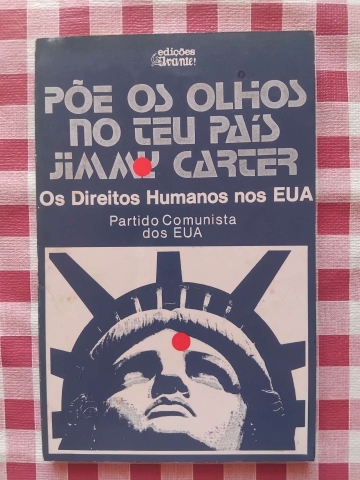 edições
Avante!
PÕE OS OLHOS
NO TEU PAÍS
JIMMY CARTER
Os Direitos Humanos nos EUA
Partido Comunista
dos EUA